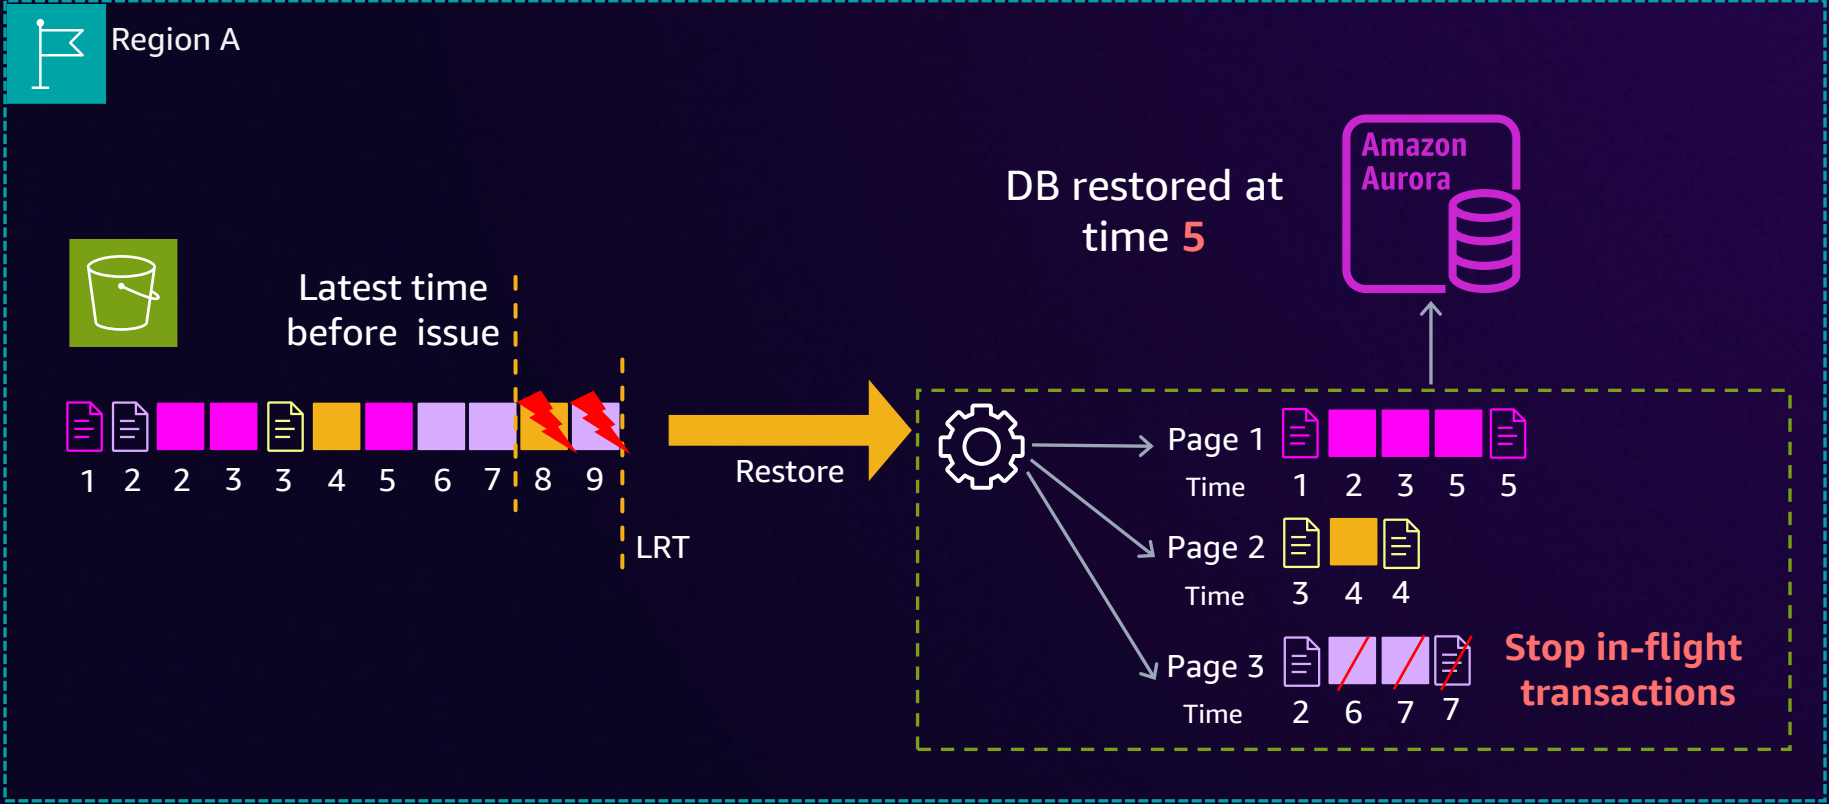 Region A
Amazon
Aurora
DB restored at
time 5
Latest time
before issue
1 2 2 3 3 4 5 6 7 8 9
LRT
Restore
Page 1
Time 1 2 3 5 5
Page 2
Time 3 4 4
Page 3
Time 2 6 7 7
Stop in-flight
transactions